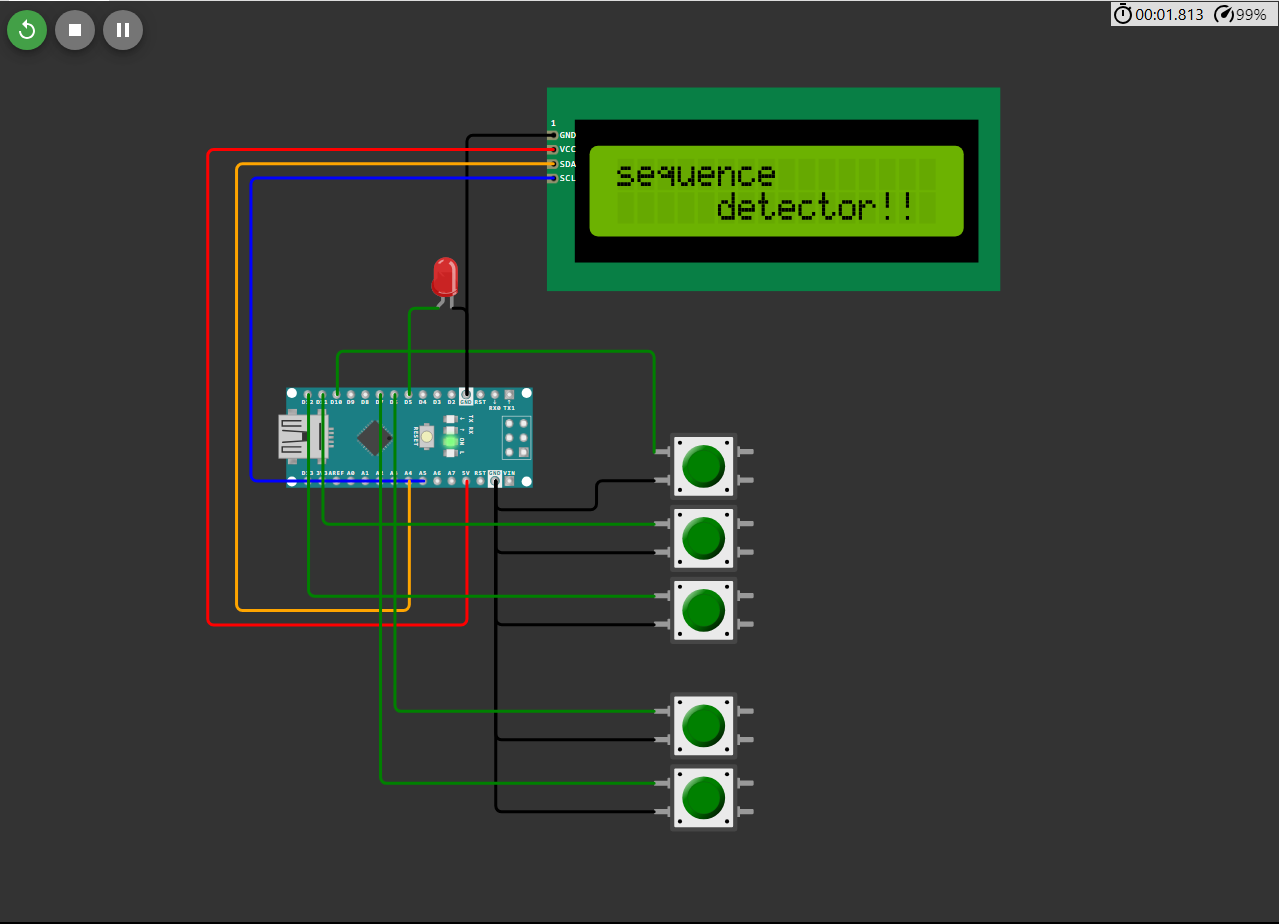 00:01.813 99%
1
GND
VCC
SDA
SCL
sequence
detector!!
D12 D11 D10 D9 D8 D7 D6 D5 D4 D3 D2 GND RST RX0 TX1
RESET
TX RX
ON L
D13 3V3 AREF A0 A1 A2 A3 A4 A5 A6 A7 5V RST GND VIN